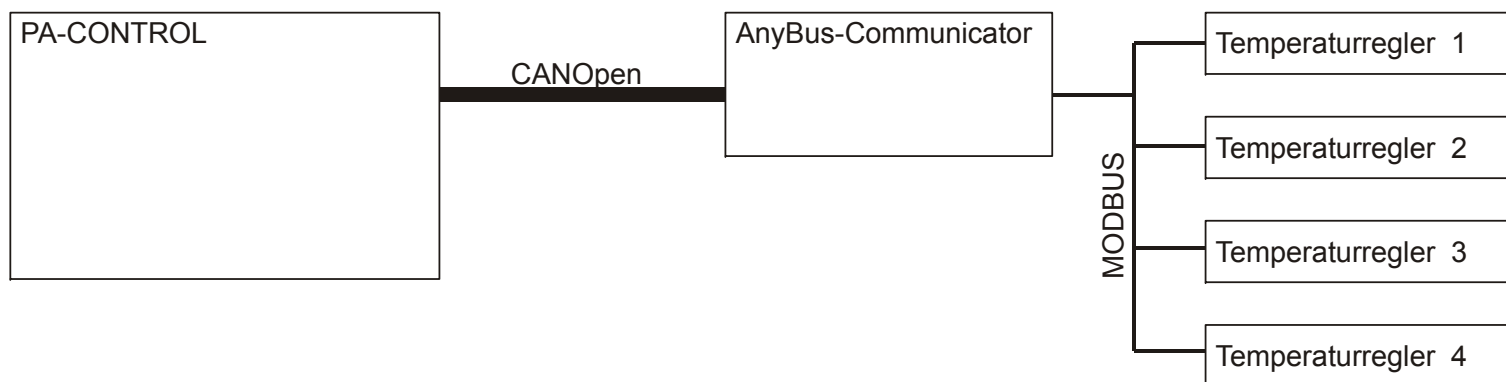 PA-CONTROL
CANOpen
AnyBus-Communicator
MODBUS
Temperaturregler 1
Temperaturregler 2
Temperaturregler 3
Temperaturregler 4